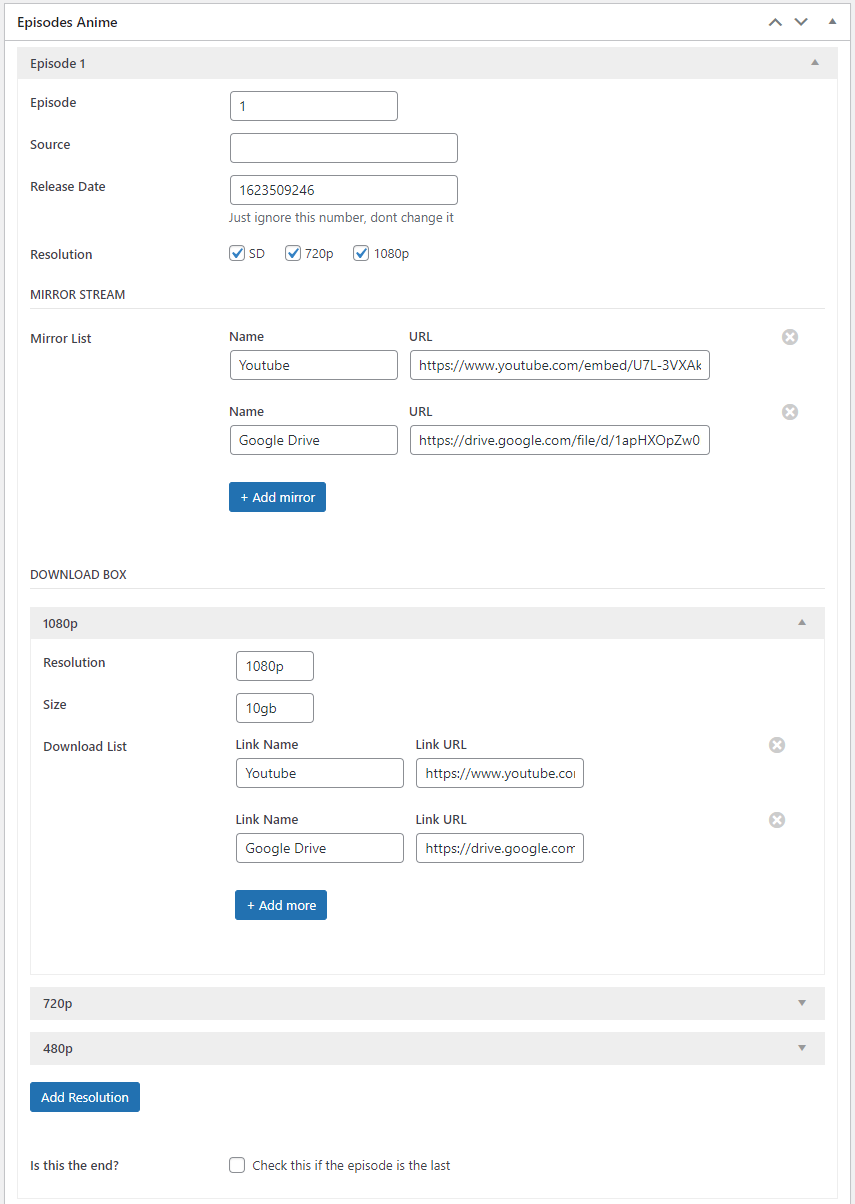 Episodes Anime
Episode 1
Episode
1
Source
Release Date
1623509246
Just ignore this number, dont change it
Resolution
SD 720p 1080p
MIRROR STREAM
Mirror List
Name URL
Youtube https://www.youtube.com/embed/U7L-3VXAk
Name URL
Google Drive https://drive.google.com/file/d/1apHXOpZw0
+ Add mirror
DOWNLOAD BOX
1080p
Resolution
1080p
Size
10gb
Download List
Link Name Link URL
Youtube https://www.youtube.co
Link Name Link URL
Google Drive https://drive.google.com
+ Add more
720p
480p
Add Resolution
Is this the end?
Check this if the episode is the last